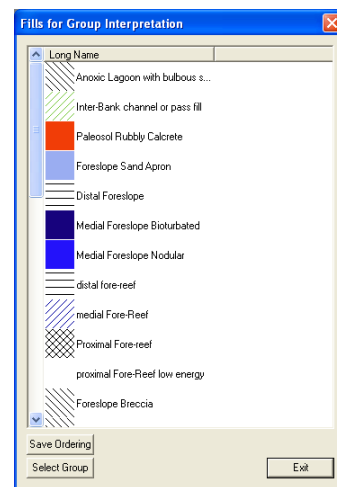 Fills for Group Interpretation
Long Name
Anoxic Lagoon with bulbous s...
Inter-Bank channel or pass fill
Paleosol Rubbly Calcrete
Foreslope Sand Apron
Distal Foreslope
Medial Foreslope Bioturbated
Medial Foreslope Nodular
distal fore-reef
medial Fore-Reef
Proximal Fore-reef
proximal Fore-Reef low energy
Foreslope Breccia
Save Ordering
Select Group
Exit